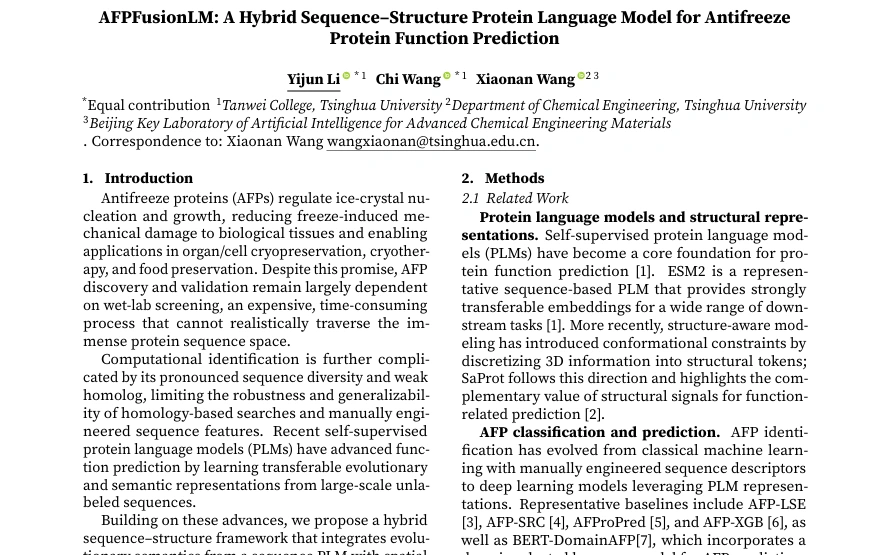 AFPFusionLM: A Hybrid Sequence–Structure Protein Language Model for Antifreeze
Protein Function Prediction
Yijun Li * 1 Chi Wang * 1 Xiaonan Wang 2 3
*Equal contribution 1Tanwei College, Tsinghua University 2Department of Chemical Engineering, Tsinghua University
3Beijing Key Laboratory of Artificial Intelligence for Advanced Chemical Engineering Materials
. Correspondence to: Xiaonan Wang wangxiaonan@tsinghua.edu.cn.
1. Introduction
Antifreeze proteins (AFPs) regulate ice-crystal nu-
cleation and growth, reducing freeze-induced me-
chanical damage to biological tissues and enabling
applications in organ/cell cryopreservation, cryother-
apy, and food preservation. Despite this promise, AFP
discovery and validation remain largely dependent
on wet-lab screening, an expensive, time-consuming
process that cannot realistically traverse the im-
mense protein sequence space.
Computational identification is further compli-
cated by its pronounced sequence diversity and weak
homolog, limiting the robustness and generalizabil-
ity of homology-based searches and manually engi-
neered sequence features. Recent self-supervised
protein language models (PLMs) have advanced func-
tion prediction by learning transferable evolutionary
and semantic representations from large-scale unla-
beled sequences.
Building on these advances, we propose a hybrid
sequence–structure framework that integrates evolu-
tionary semantics from a sequence PLM with spatial
2. Methods
2.1 Related Work
Protein language models and structural repre-
sentations. Self-supervised protein language mod-
els (PLMs) have become a core foundation for pro-
tein function prediction [1]. ESM2 is a represen-
tative sequence-based PLM that provides strongly
transferable embeddings for a wide range of down-
stream tasks [1]. More recently, structure-aware mod-
eling has introduced conformational constraints by
discretizing 3D information into structural tokens;
SaProt follows this direction and highlights the com-
plementary value of structural signals for function-
related prediction [2].
AFP classification and prediction. AFP identi-
fication has evolved from classical machine learn-
ing with manually engineered sequence descriptors
to deep learning models leveraging PLM represen-
tations. Representative baselines include AFP-LSE
[3], AFP-SRC [4], AFProPred [5], and AFP-XGB [6], as
well as BERT-DomainAFP[7], which incorporates a